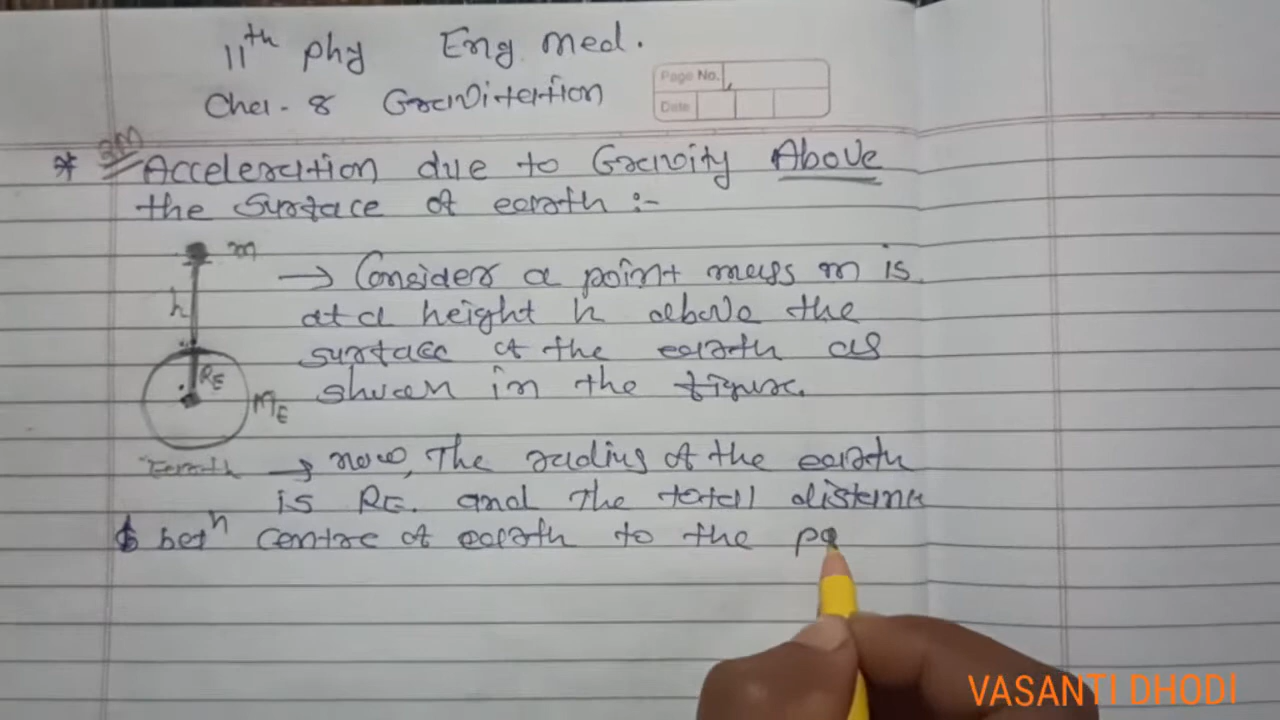 11th phy Eng Med.
Cha - 8 Gravitation
Page No.
Date
* 3M Acceleration due to Gravity Above
the surface of earth :-
m
→ Consider a point mass m is
h
at a height h above the
surface of the earth as
RE
shown in the figure.
ME
Earth
→ now, The radius of the earth
is RE. and The total distance
betn centre of earth to the po
VASANTI DHODI